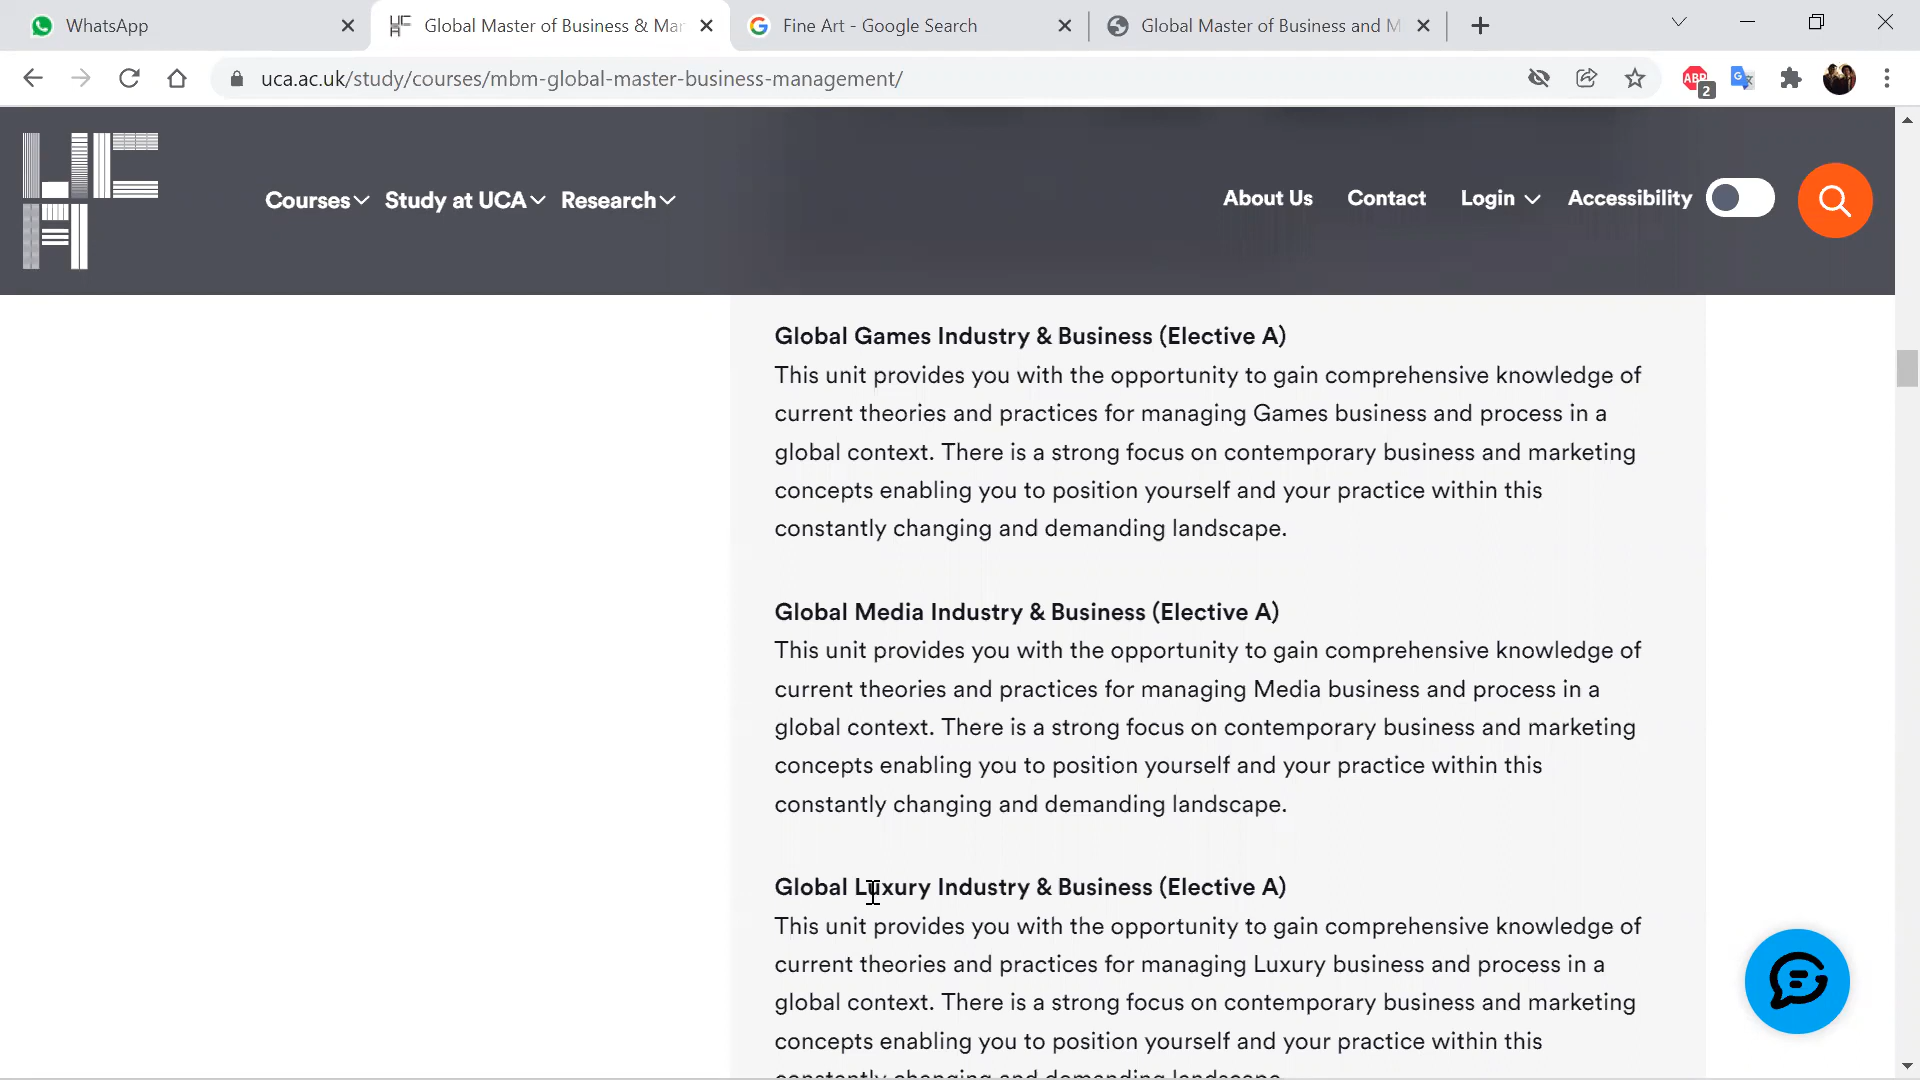 WhatsApp
Global Master of Business & Mar
Fine Art - Google Search
Global Master of Business and M
uca.ac.uk/study/courses/mbm-global-master-business-management/
ABP
2
Courses Study at UCA Research
About Us Contact Login Accessibility
Global Games Industry & Business (Elective A)
This unit provides you with the opportunity to gain comprehensive knowledge of
current theories and practices for managing Games business and process in a
global context. There is a strong focus on contemporary business and marketing
concepts enabling you to position yourself and your practice within this
constantly changing and demanding landscape.
Global Media Industry & Business (Elective A)
This unit provides you with the opportunity to gain comprehensive knowledge of
current theories and practices for managing Media business and process in a
global context. There is a strong focus on contemporary business and marketing
concepts enabling you to position yourself and your practice within this
constantly changing and demanding landscape.
Global Luxury Industry & Business (Elective A)
This unit provides you with the opportunity to gain comprehensive knowledge of
current theories and practices for managing Luxury business and process in a
global context. There is a strong focus on contemporary business and marketing
concepts enabling you to position yourself and your practice within this
constantly changing and demanding landscape.